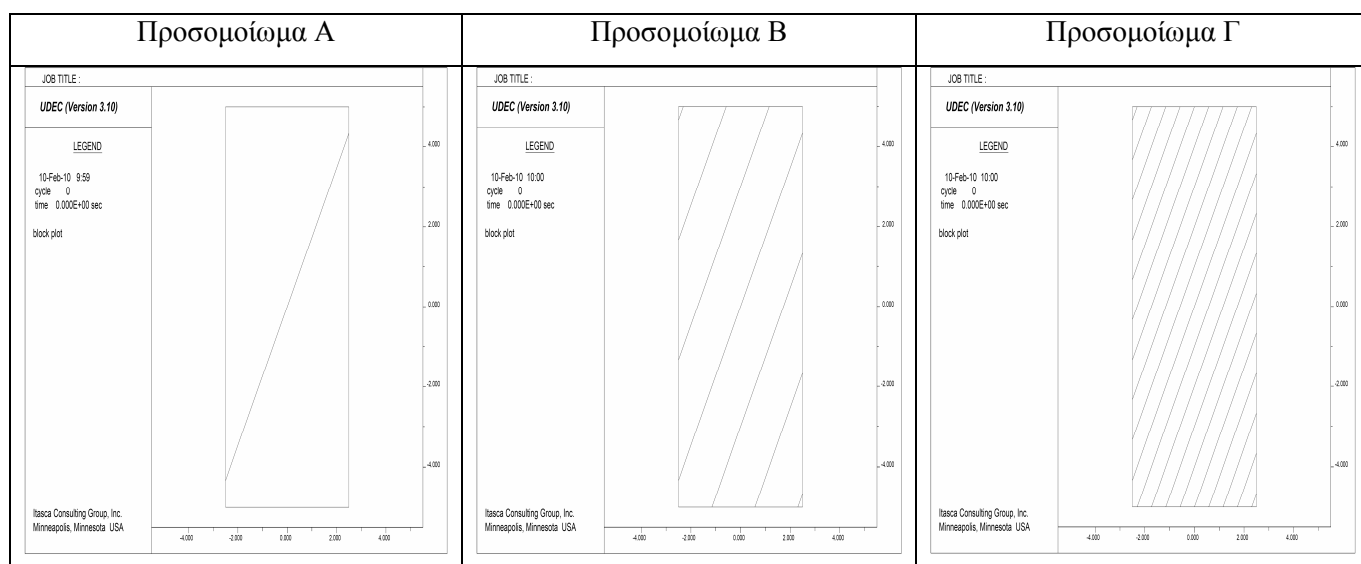 Προσομοίωμα Α
Προσομοίωμα Β
Προσομοίωμα Γ
JOB TITLE :
UDEC (Version 3.10)
LEGEND
10-Feb-10 9:59
cycle 0
time 0.000E+00 sec
block plot
4.000
2.000
0.000
-2.000
-4.000
Itasca Consulting Group, Inc.
Minneapolis, Minnesota USA
-4.000 -2.000 0.000 2.000 4.000
JOB TITLE :
UDEC (Version 3.10)
LEGEND
10-Feb-10 10:00
cycle 0
time 0.000E+00 sec
block plot
4.000
2.000
0.000
-2.000
-4.000
Itasca Consulting Group, Inc.
Minneapolis, Minnesota USA
-4.000 -2.000 0.000 2.000 4.000
JOB TITLE :
UDEC (Version 3.10)
LEGEND
10-Feb-10 10:00
cycle 0
time 0.000E+00 sec
block plot
4.000
2.000
0.000
-2.000
-4.000
Itasca Consulting Group, Inc.
Minneapolis, Minnesota USA
-4.000 -2.000 0.000 2.000 4.000